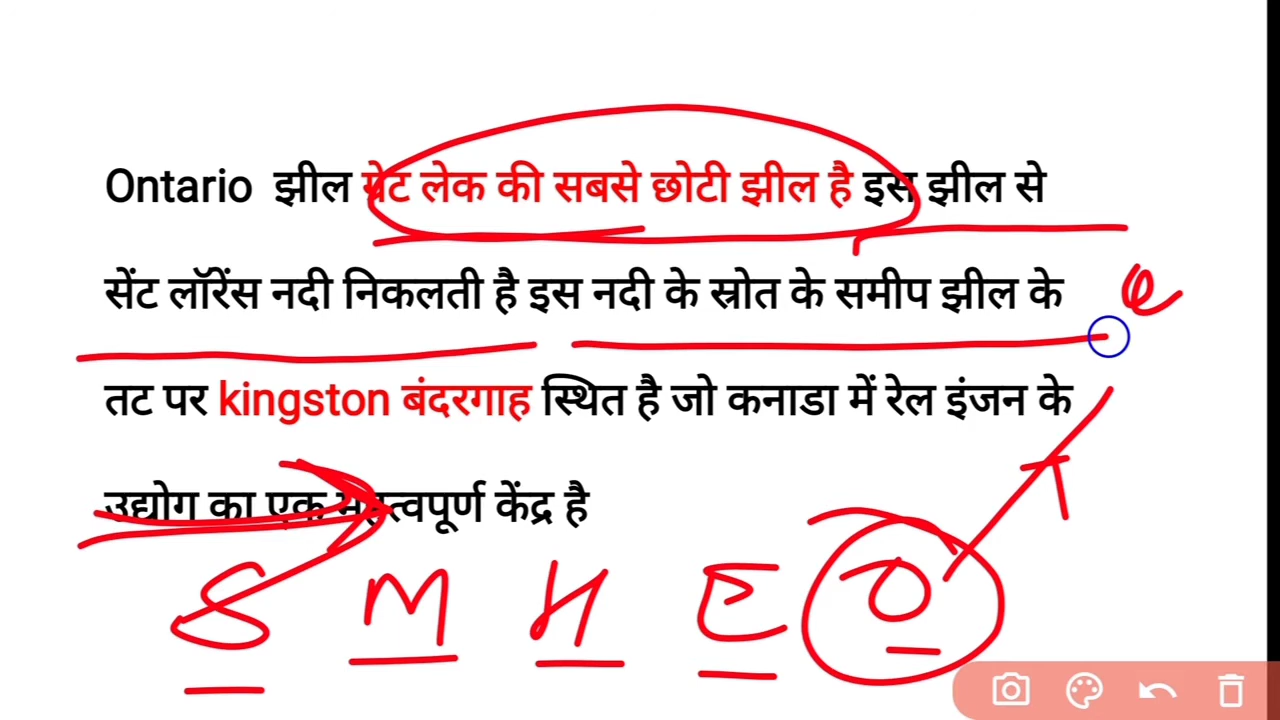 Ontario झील ग्रेट लेक की सबसे छोटी झील है इस झील से
सेंट लॉरेंस नदी निकलती है इस नदी के स्रोत के समीप झील के
तट पर kingston बंदरगाह स्थित है जो कनाडा में रेल इंजन के
उद्योग का एक महत्वपूर्ण केंद्र है
S M H E O